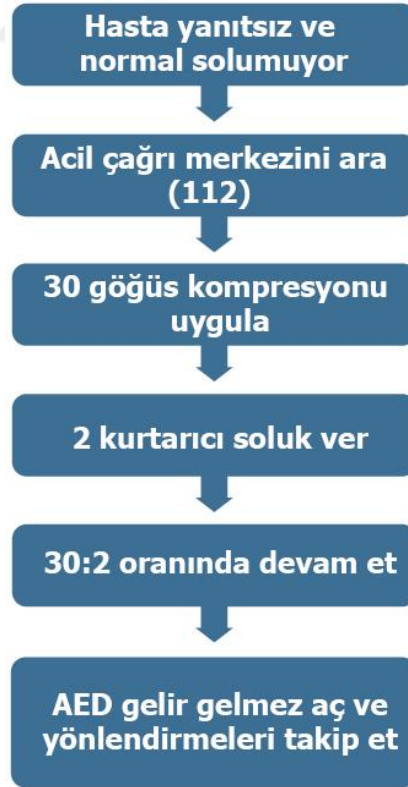 Hasta yanıtsız ve
normal solumuyor
Acil çağrı merkezini ara
(112)
30 göğüs kompresyonu
uygula
2 kurtarıcı soluk ver
30:2 oranında devam et
AED gelir gelmez aç ve
yönlendirmeleri takip et